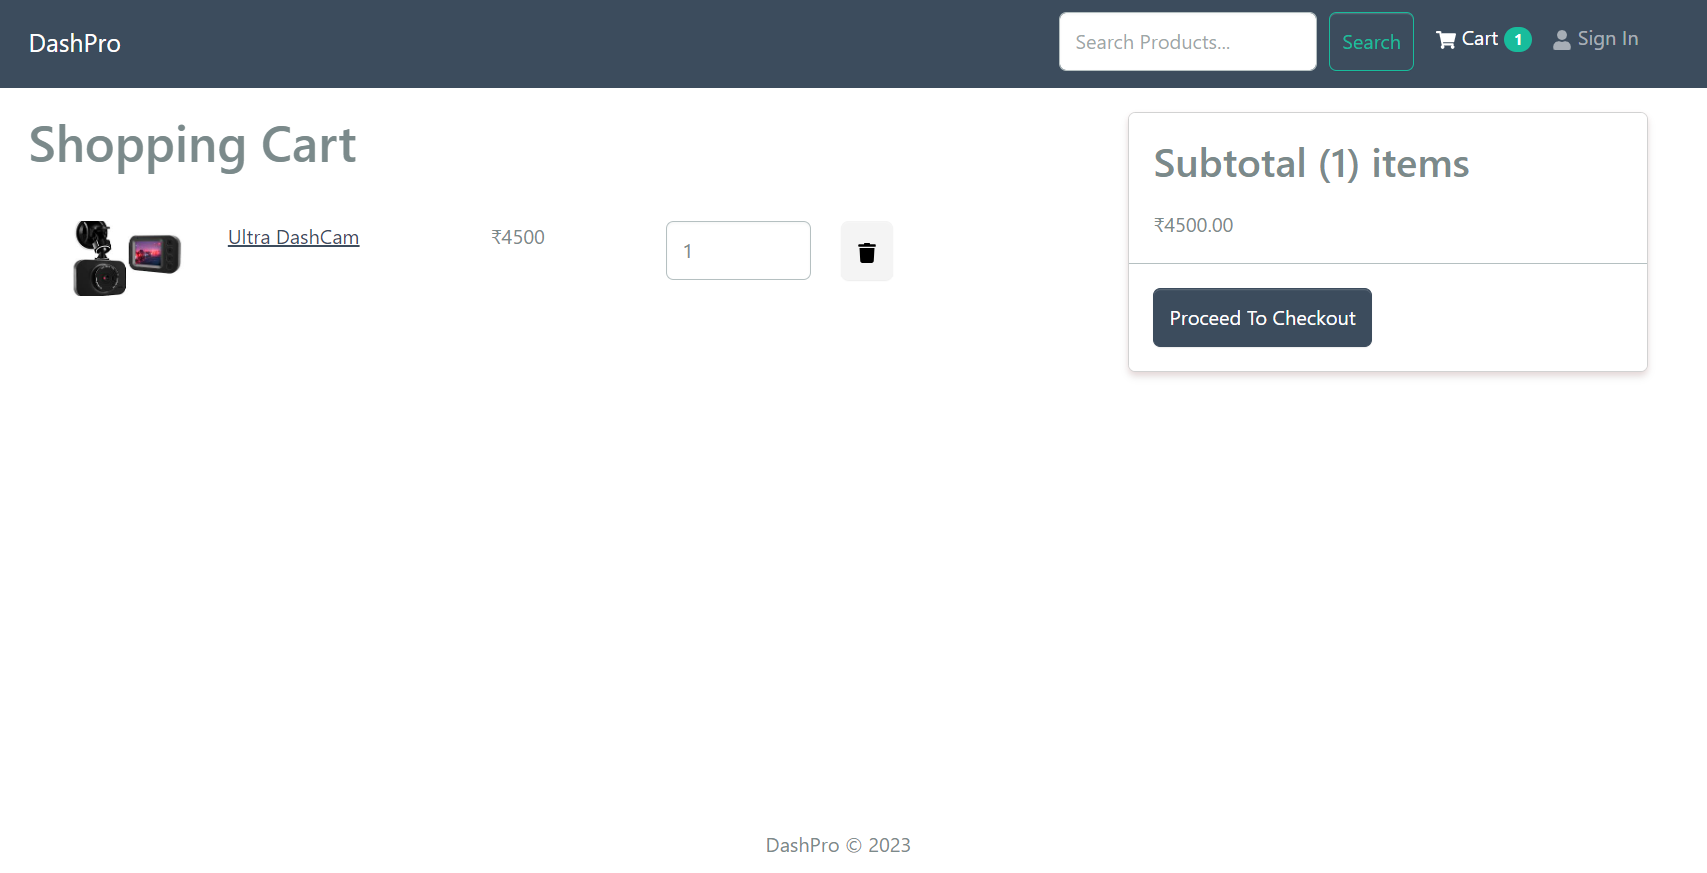 DashPro
Search Products...
Search
Cart 1
Sign In
Shopping Cart
Ultra DashCam
₹4500
1
Subtotal (1) items
₹4500.00
Proceed To Checkout
DashPro © 2023